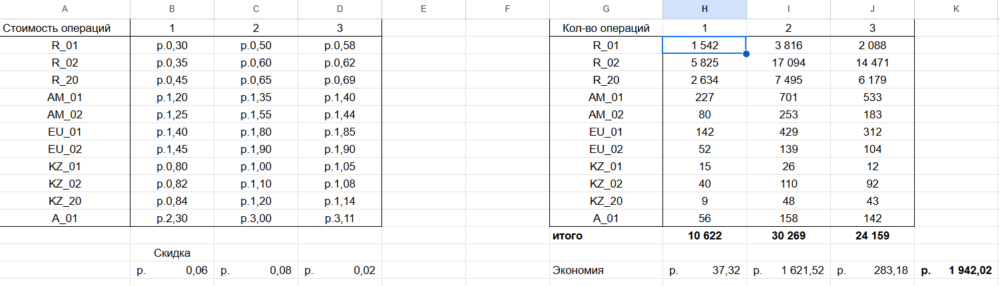 A B C D E F G H I J K
Стоимость операций 1 2 3 Кол-во операций 1 2 3
R_01 р.0,30 р.0,50 р.0,58 R_01 1 542 3 816 2 088
R_02 р.0,35 р.0,60 р.0,62 R_02 5 825 17 094 14 471
R_20 р.0,45 р.0,65 р.0,69 R_20 2 634 7 495 6 179
AM_01 р.1,20 р.1,35 р.1,40 AM_01 227 701 533
AM_02 р.1,25 р.1,55 р.1,44 AM_02 80 253 183
EU_01 р.1,40 р.1,80 р.1,85 EU_01 142 429 312
EU_02 р.1,45 р.1,90 р.1,90 EU_02 52 139 104
KZ_01 р.0,80 р.1,00 р.1,05 KZ_01 15 26 12
KZ_02 р.0,82 р.1,10 р.1,08 KZ_02 40 110 92
KZ_20 р.0,84 р.1,20 р.1,14 KZ_20 9 48 43
A_01 р.2,30 р.3,00 р.3,11 A_01 56 158 142
итого 10 622 30 269 24 159
Скидка
р. 0,06 р. 0,08 р. 0,02 Экономия р. 37,32 р. 1 621,52 р. 283,18 р. 1 942,02